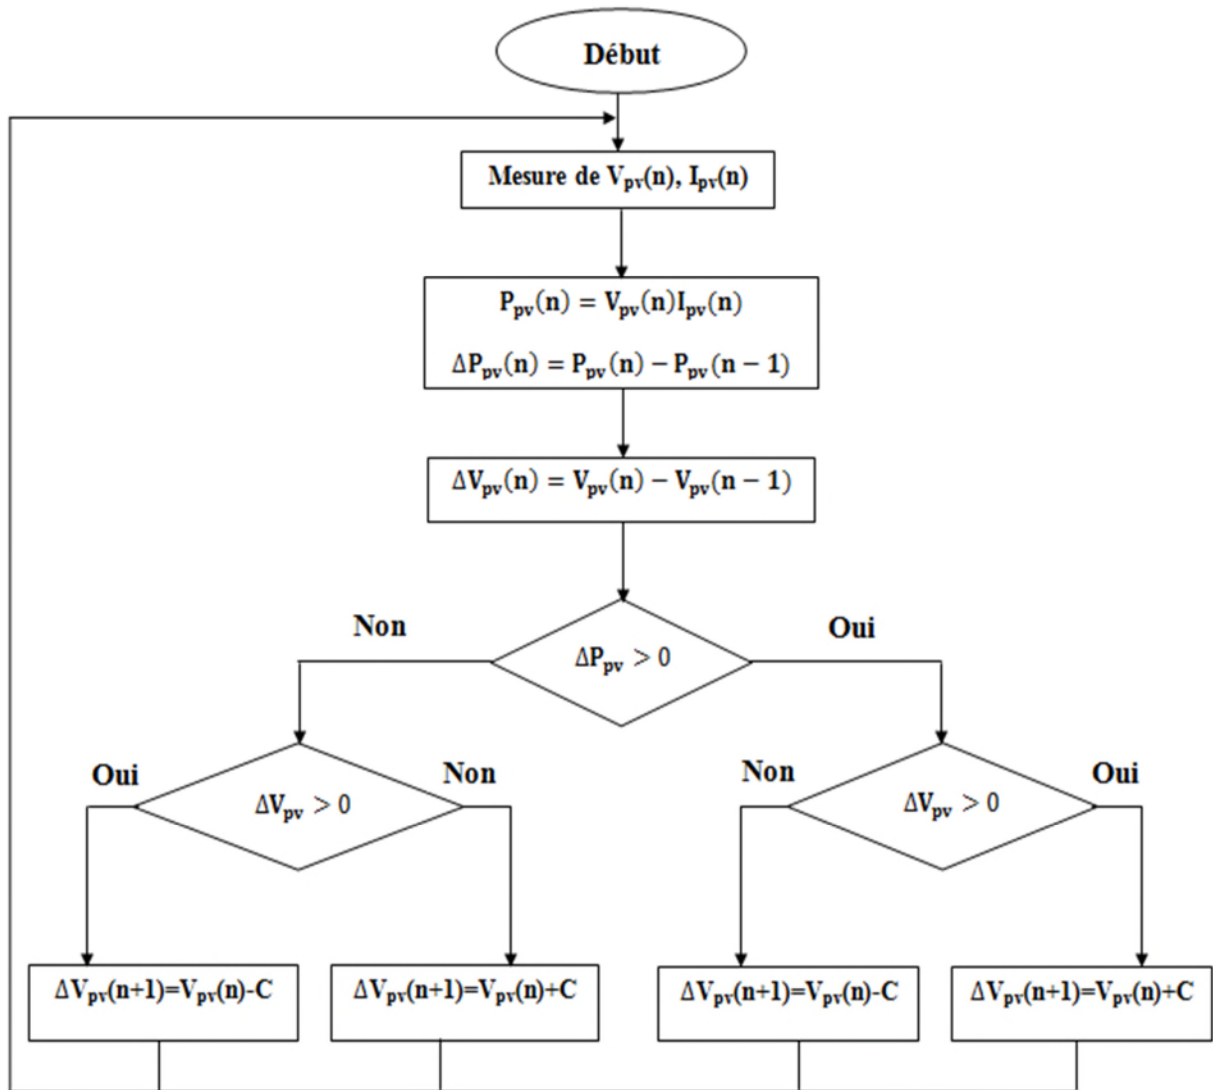 Début
Mesure de Vpv(n), Ipv(n)
Ppv(n) = Vpv(n)Ipv(n)
ΔPpv(n) = Ppv(n) − Ppv(n − 1)
ΔVpv(n) = Vpv(n) − Vpv(n − 1)
Non
Oui
ΔPpv > 0
Oui
Non
Non
Oui
ΔVpv > 0
ΔVpv > 0
ΔVpv(n+1)=Vpv(n)-C
ΔVpv(n+1)=Vpv(n)+C
ΔVpv(n+1)=Vpv(n)-C
ΔVpv(n+1)=Vpv(n)+C